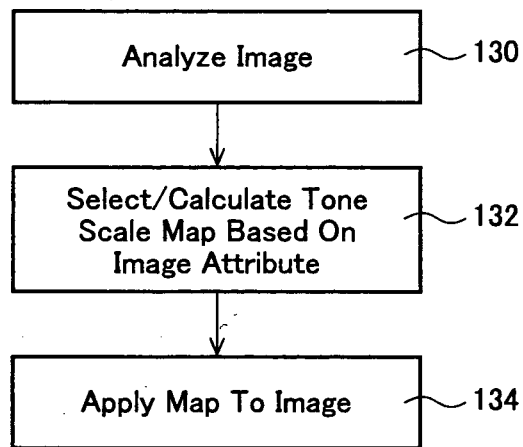 Analyze Image
130
Select/Calculate Tone
Scale Map Based On
Image Attribute
132
Apply Map To Image
134